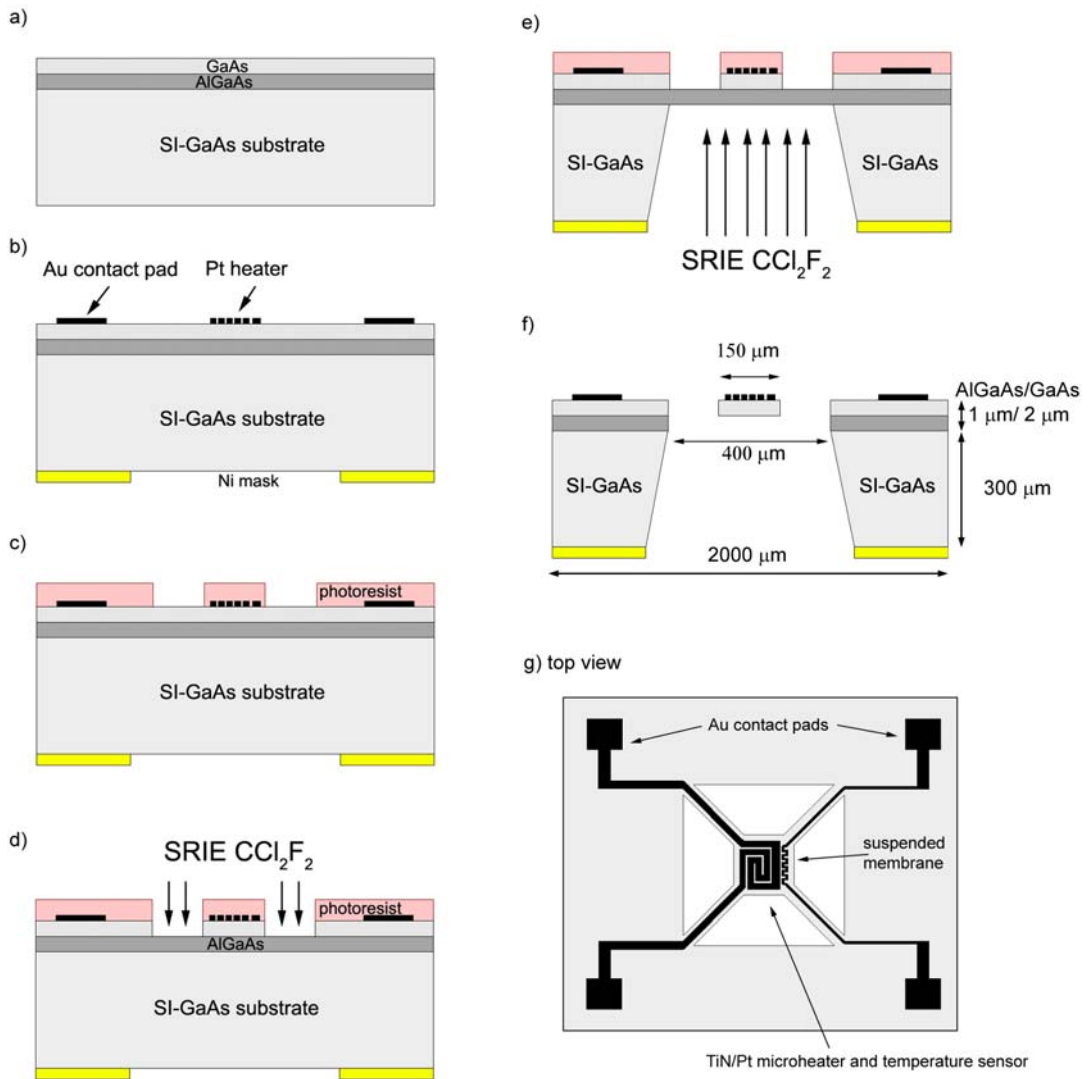 a)
GaAs
AlGaAs
SI-GaAs substrate
b)
Au contact pad
Pt heater
SI-GaAs substrate
Ni mask
c)
photoresist
SI-GaAs substrate
d)
SRIE CCl₂F₂
photoresist
AlGaAs
SI-GaAs substrate
e)
SI-GaAs
SI-GaAs
SRIE CCl₂F₂
f)
150 μm
AlGaAs/GaAs
1 μm/ 2 μm
400 μm
SI-GaAs
SI-GaAs
300 μm
2000 μm
g) top view
Au contact pads
suspended
membrane
TiN/Pt microheater and temperature sensor